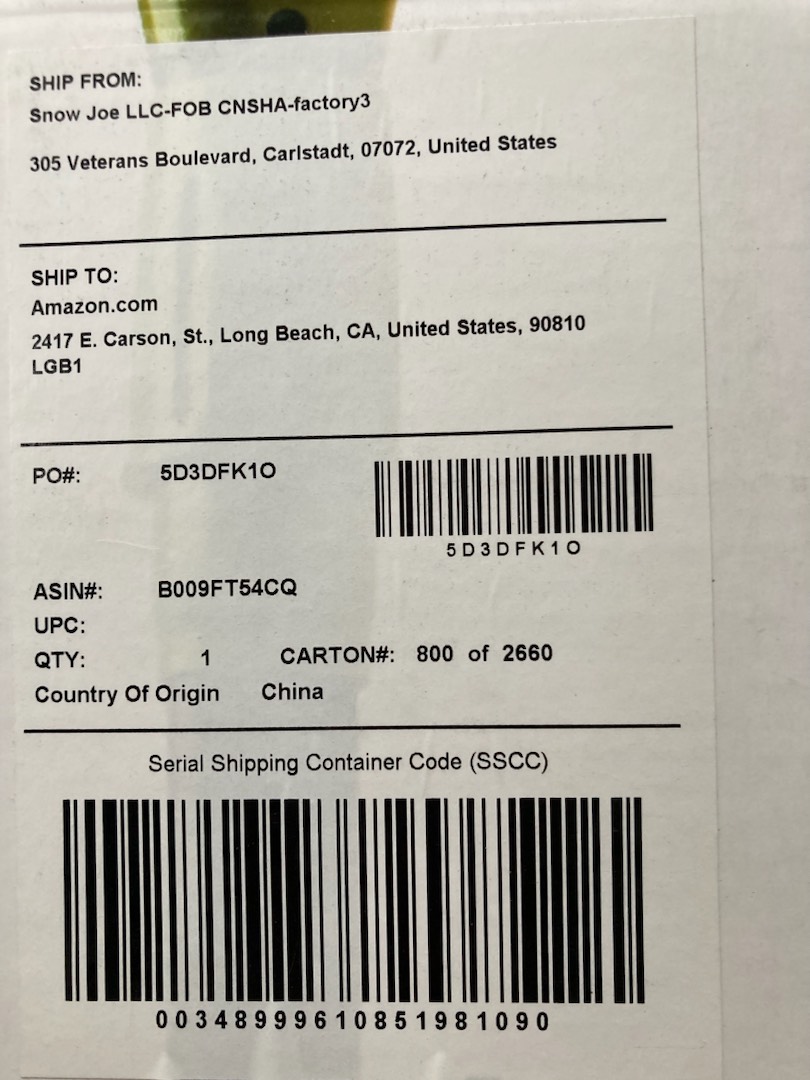 SHIP FROM:
Snow Joe LLC-FOB CNSHA-factory3
305 Veterans Boulevard, Carlstadt, 07072, United States
SHIP TO:
Amazon.com
2417 E. Carson, St., Long Beach, CA, United States, 90810
LGB1
PO#: 5D3DFK1O
5D3DFK1O
ASIN#: B009FT54CQ
UPC:
QTY: 1 CARTON#: 800 of 2660
Country Of Origin China
Serial Shipping Container Code (SSCC)
00348999610851981090